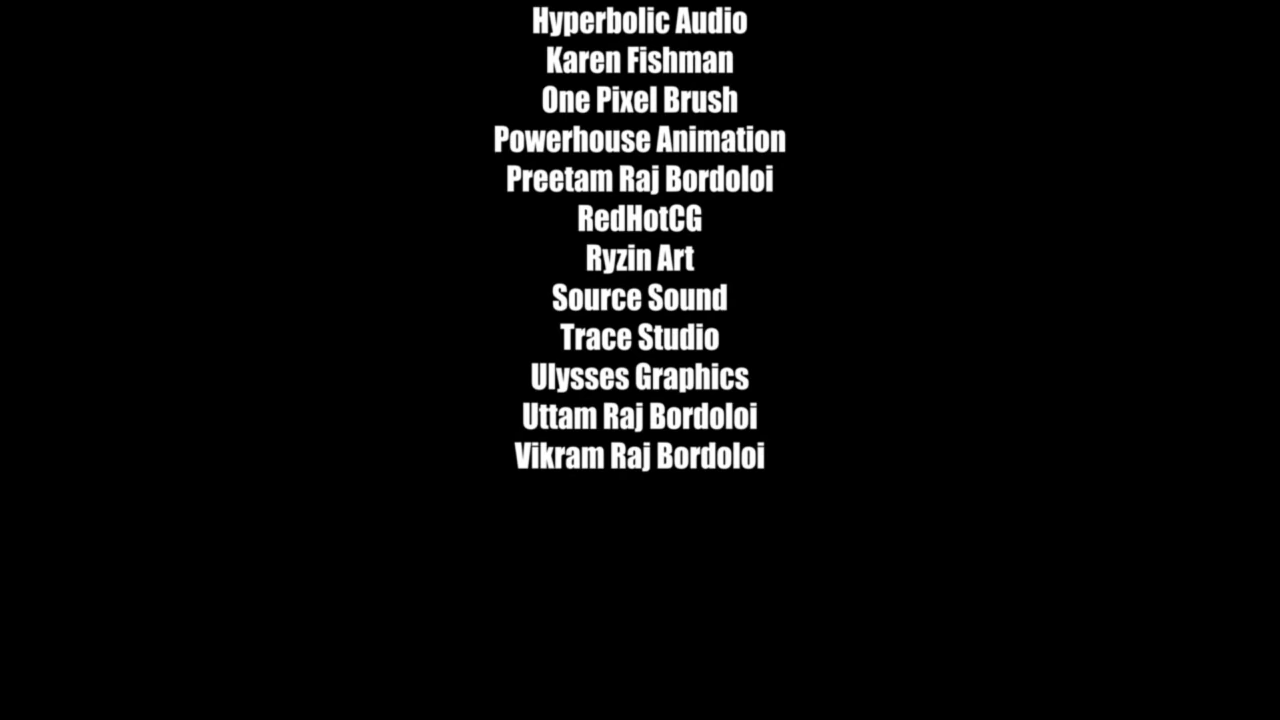 Hyperbolic Audio
Karen Fishman
One Pixel Brush
Powerhouse Animation
Preetam Raj Bordoloi
RedHotCG
Ryzin Art
Source Sound
Trace Studio
Ulysses Graphics
Uttam Raj Bordoloi
Vikram Raj Bordoloi